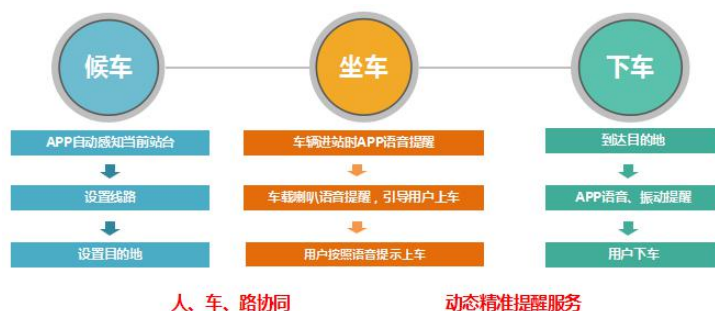 候车
坐车
下车
APP自动感知当前站台
车辆进站时APP语音提醒
到达目的地
设置线路
车载喇叭语音提醒，引导用户上车
APP语音、振动提醒
设置目的地
用户按照语音提示上车
用户下车
人、车、路协同
动态精准提醒服务